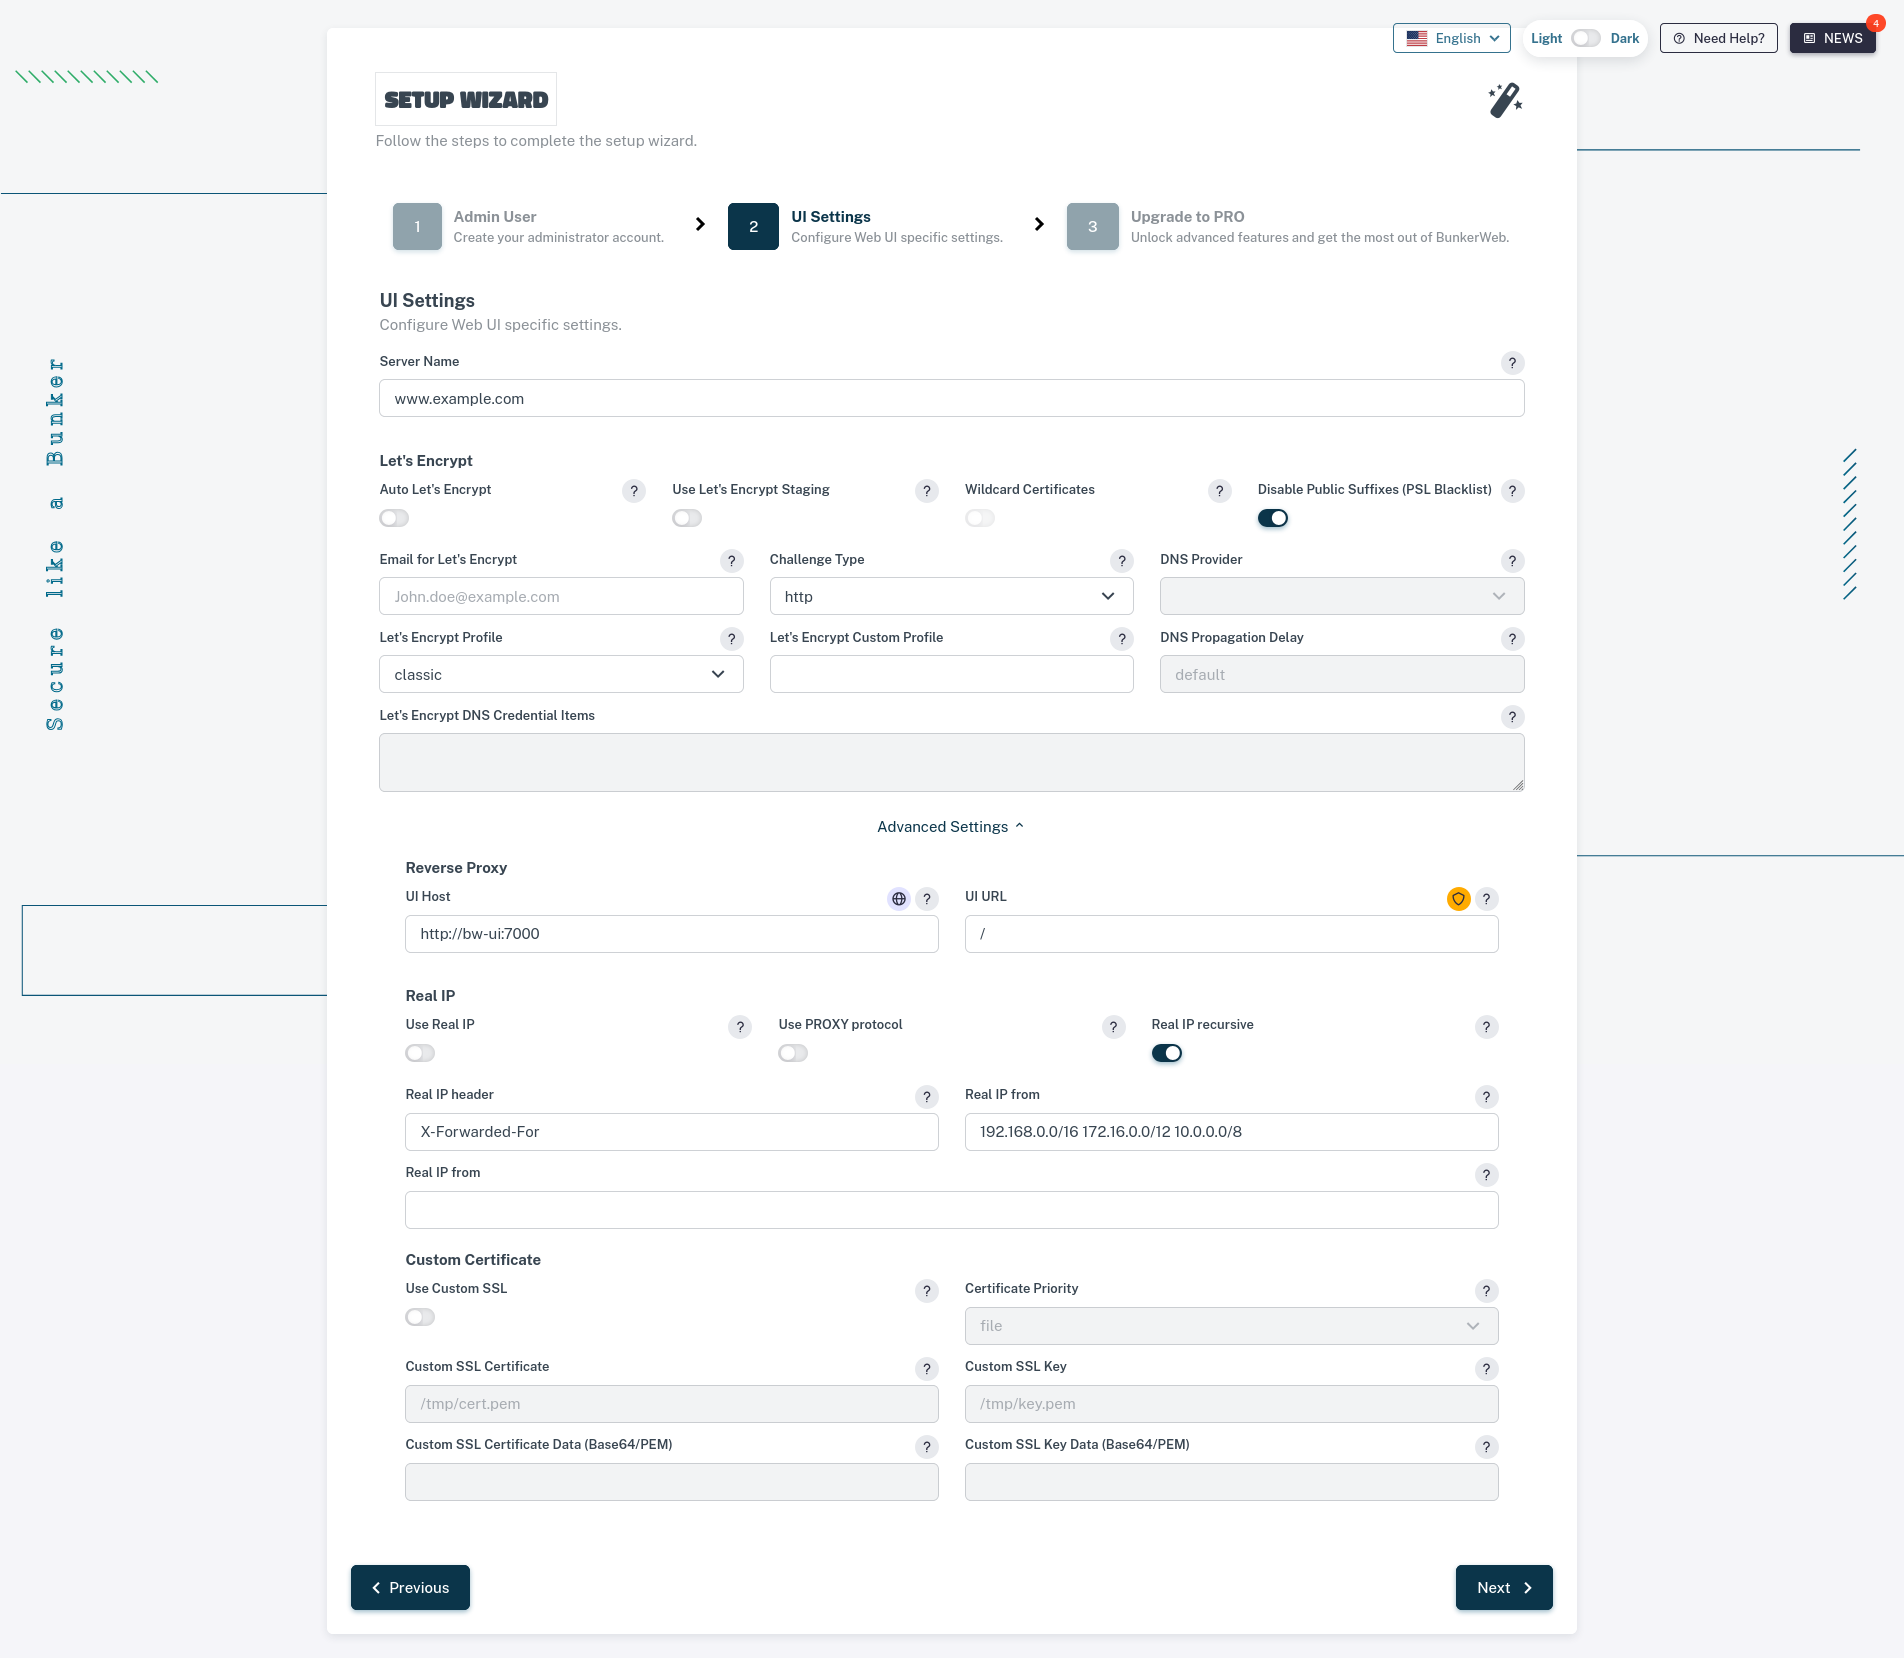 English
Light
Dark
Need Help?
NEWS
4
SETUP WIZARD
Follow the steps to complete the setup wizard.
1
Admin User
Create your administrator account.
2
UI Settings
Configure Web UI specific settings.
3
Upgrade to PRO
Unlock advanced features and get the most out of BunkerWeb.
Secure like a Bunker
UI Settings
Configure Web UI specific settings.
Server Name
?
www.example.com
Let's Encrypt
Auto Let's Encrypt
?
Use Let's Encrypt Staging
?
Wildcard Certificates
?
Disable Public Suffixes (PSL Blacklist)
?
Email for Let's Encrypt
?
Challenge Type
?
DNS Provider
?
John.doe@example.com
http
Let's Encrypt Profile
?
Let's Encrypt Custom Profile
?
DNS Propagation Delay
?
classic
default
Let's Encrypt DNS Credential Items
?
Advanced Settings
Reverse Proxy
UI Host
?
UI URL
?
http://bw-ui:7000
/
Real IP
Use Real IP
?
Use PROXY protocol
?
Real IP recursive
?
Real IP header
?
Real IP from
?
X-Forwarded-For
192.168.0.0/16 172.16.0.0/12 10.0.0.0/8
Real IP from
?
Custom Certificate
Use Custom SSL
?
Certificate Priority
?
file
Custom SSL Certificate
?
Custom SSL Key
?
/tmp/cert.pem
/tmp/key.pem
Custom SSL Certificate Data (Base64/PEM)
?
Custom SSL Key Data (Base64/PEM)
?
Previous
Next